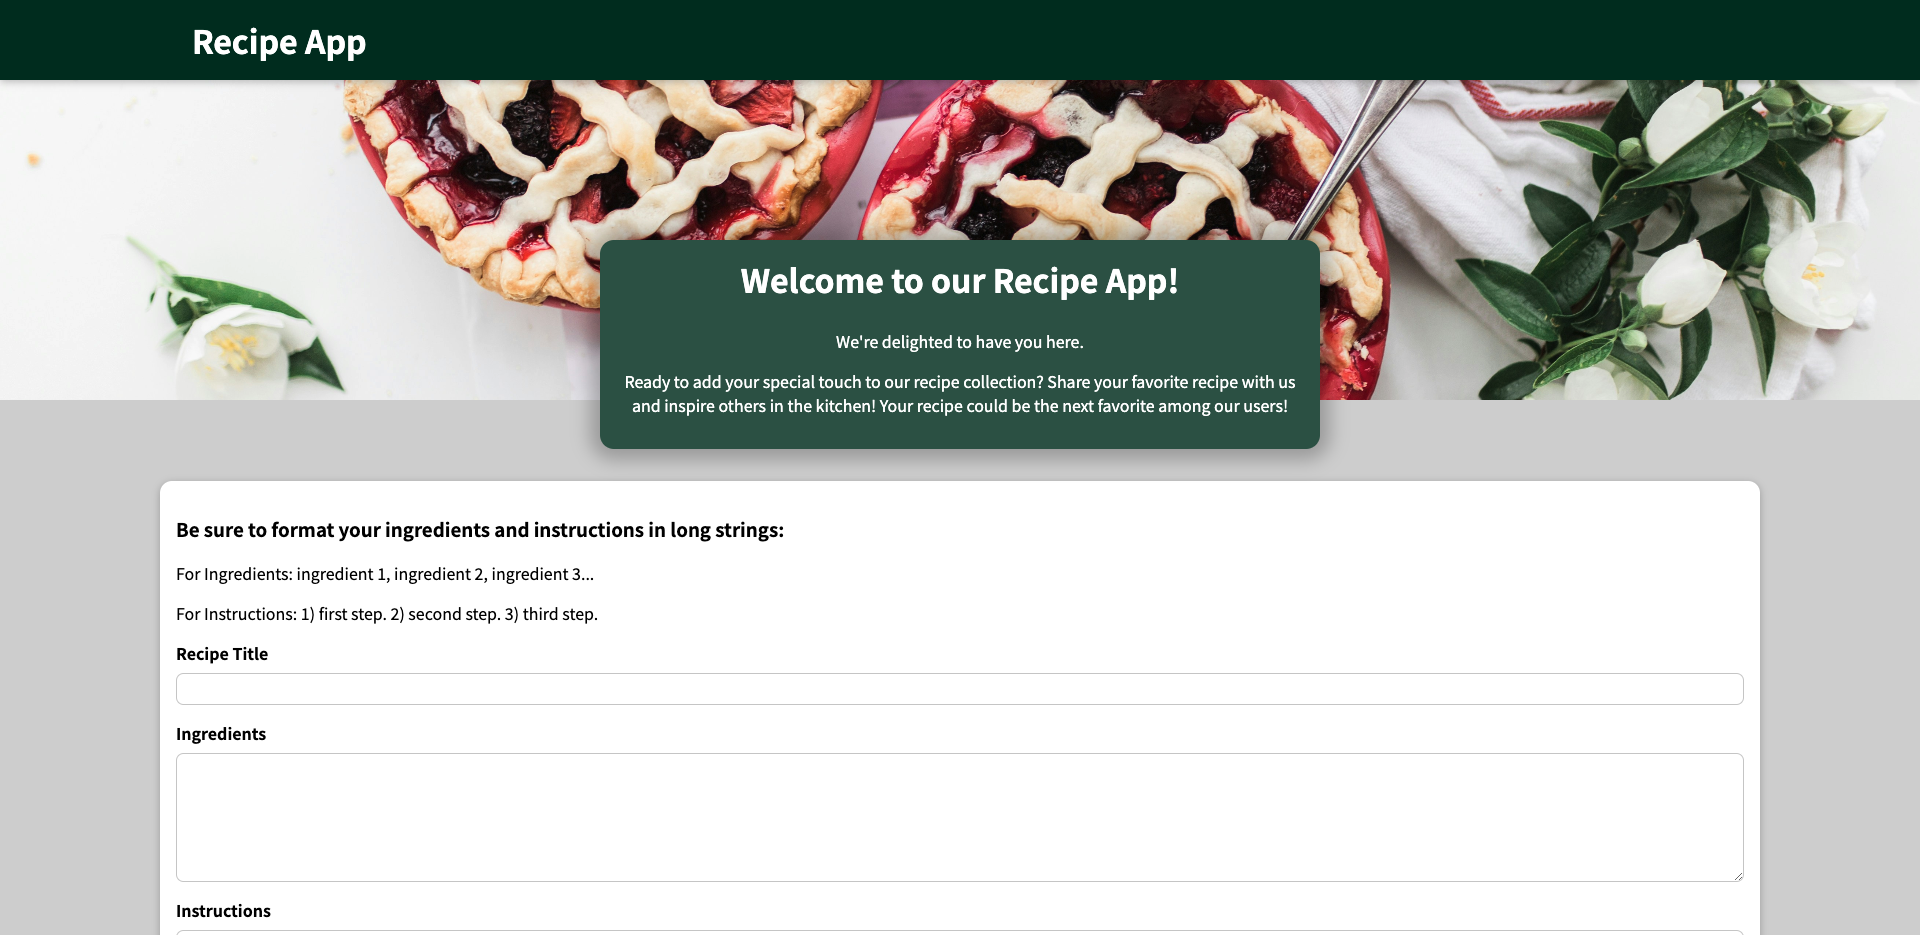 Recipe App
Welcome to our Recipe App!
We're delighted to have you here.
Ready to add your special touch to our recipe collection? Share your favorite recipe with us
and inspire others in the kitchen! Your recipe could be the next favorite among our users!
Be sure to format your ingredients and instructions in long strings:
For Ingredients: ingredient 1, ingredient 2, ingredient 3...
For Instructions: 1) first step. 2) second step. 3) third step.
Recipe Title
Ingredients
Instructions